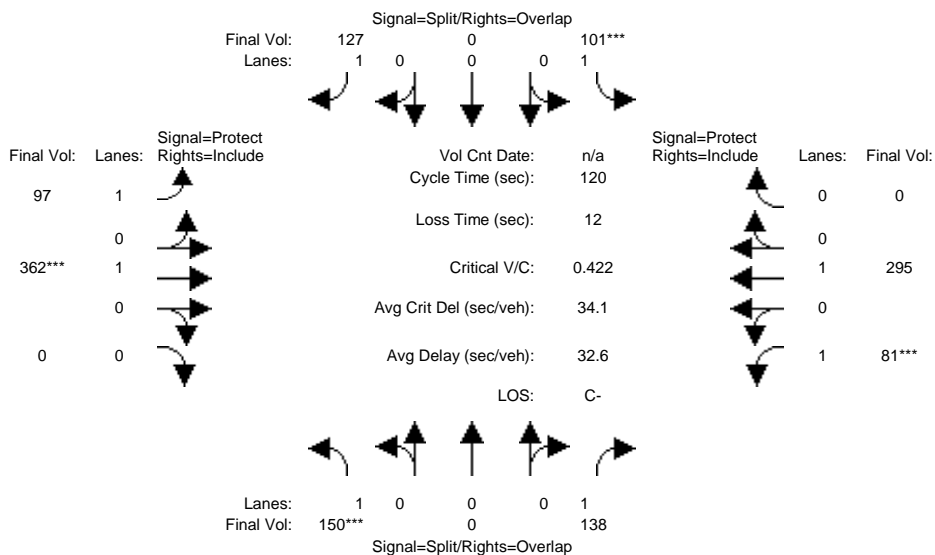 Signal=Split/Rights=Overlap
Final Vol: 127 0 101***
Lanes: 1 0 0 0 1
Signal=Protect Signal=Protect
Final Vol: Lanes: Rights=Include Vol Cnt Date: n/a Rights=Include Lanes: Final Vol:
Cycle Time (sec): 120
97 1 0 0
Loss Time (sec): 12
0 0
362*** 1 Critical V/C: 0.422 1 295
0 Avg Crit Del (sec/veh): 34.1 0
0 0 Avg Delay (sec/veh): 32.6 1 81***
LOS: C-
Lanes: 1 0 0 0 1
Final Vol: 150*** 0 138
Signal=Split/Rights=Overlap